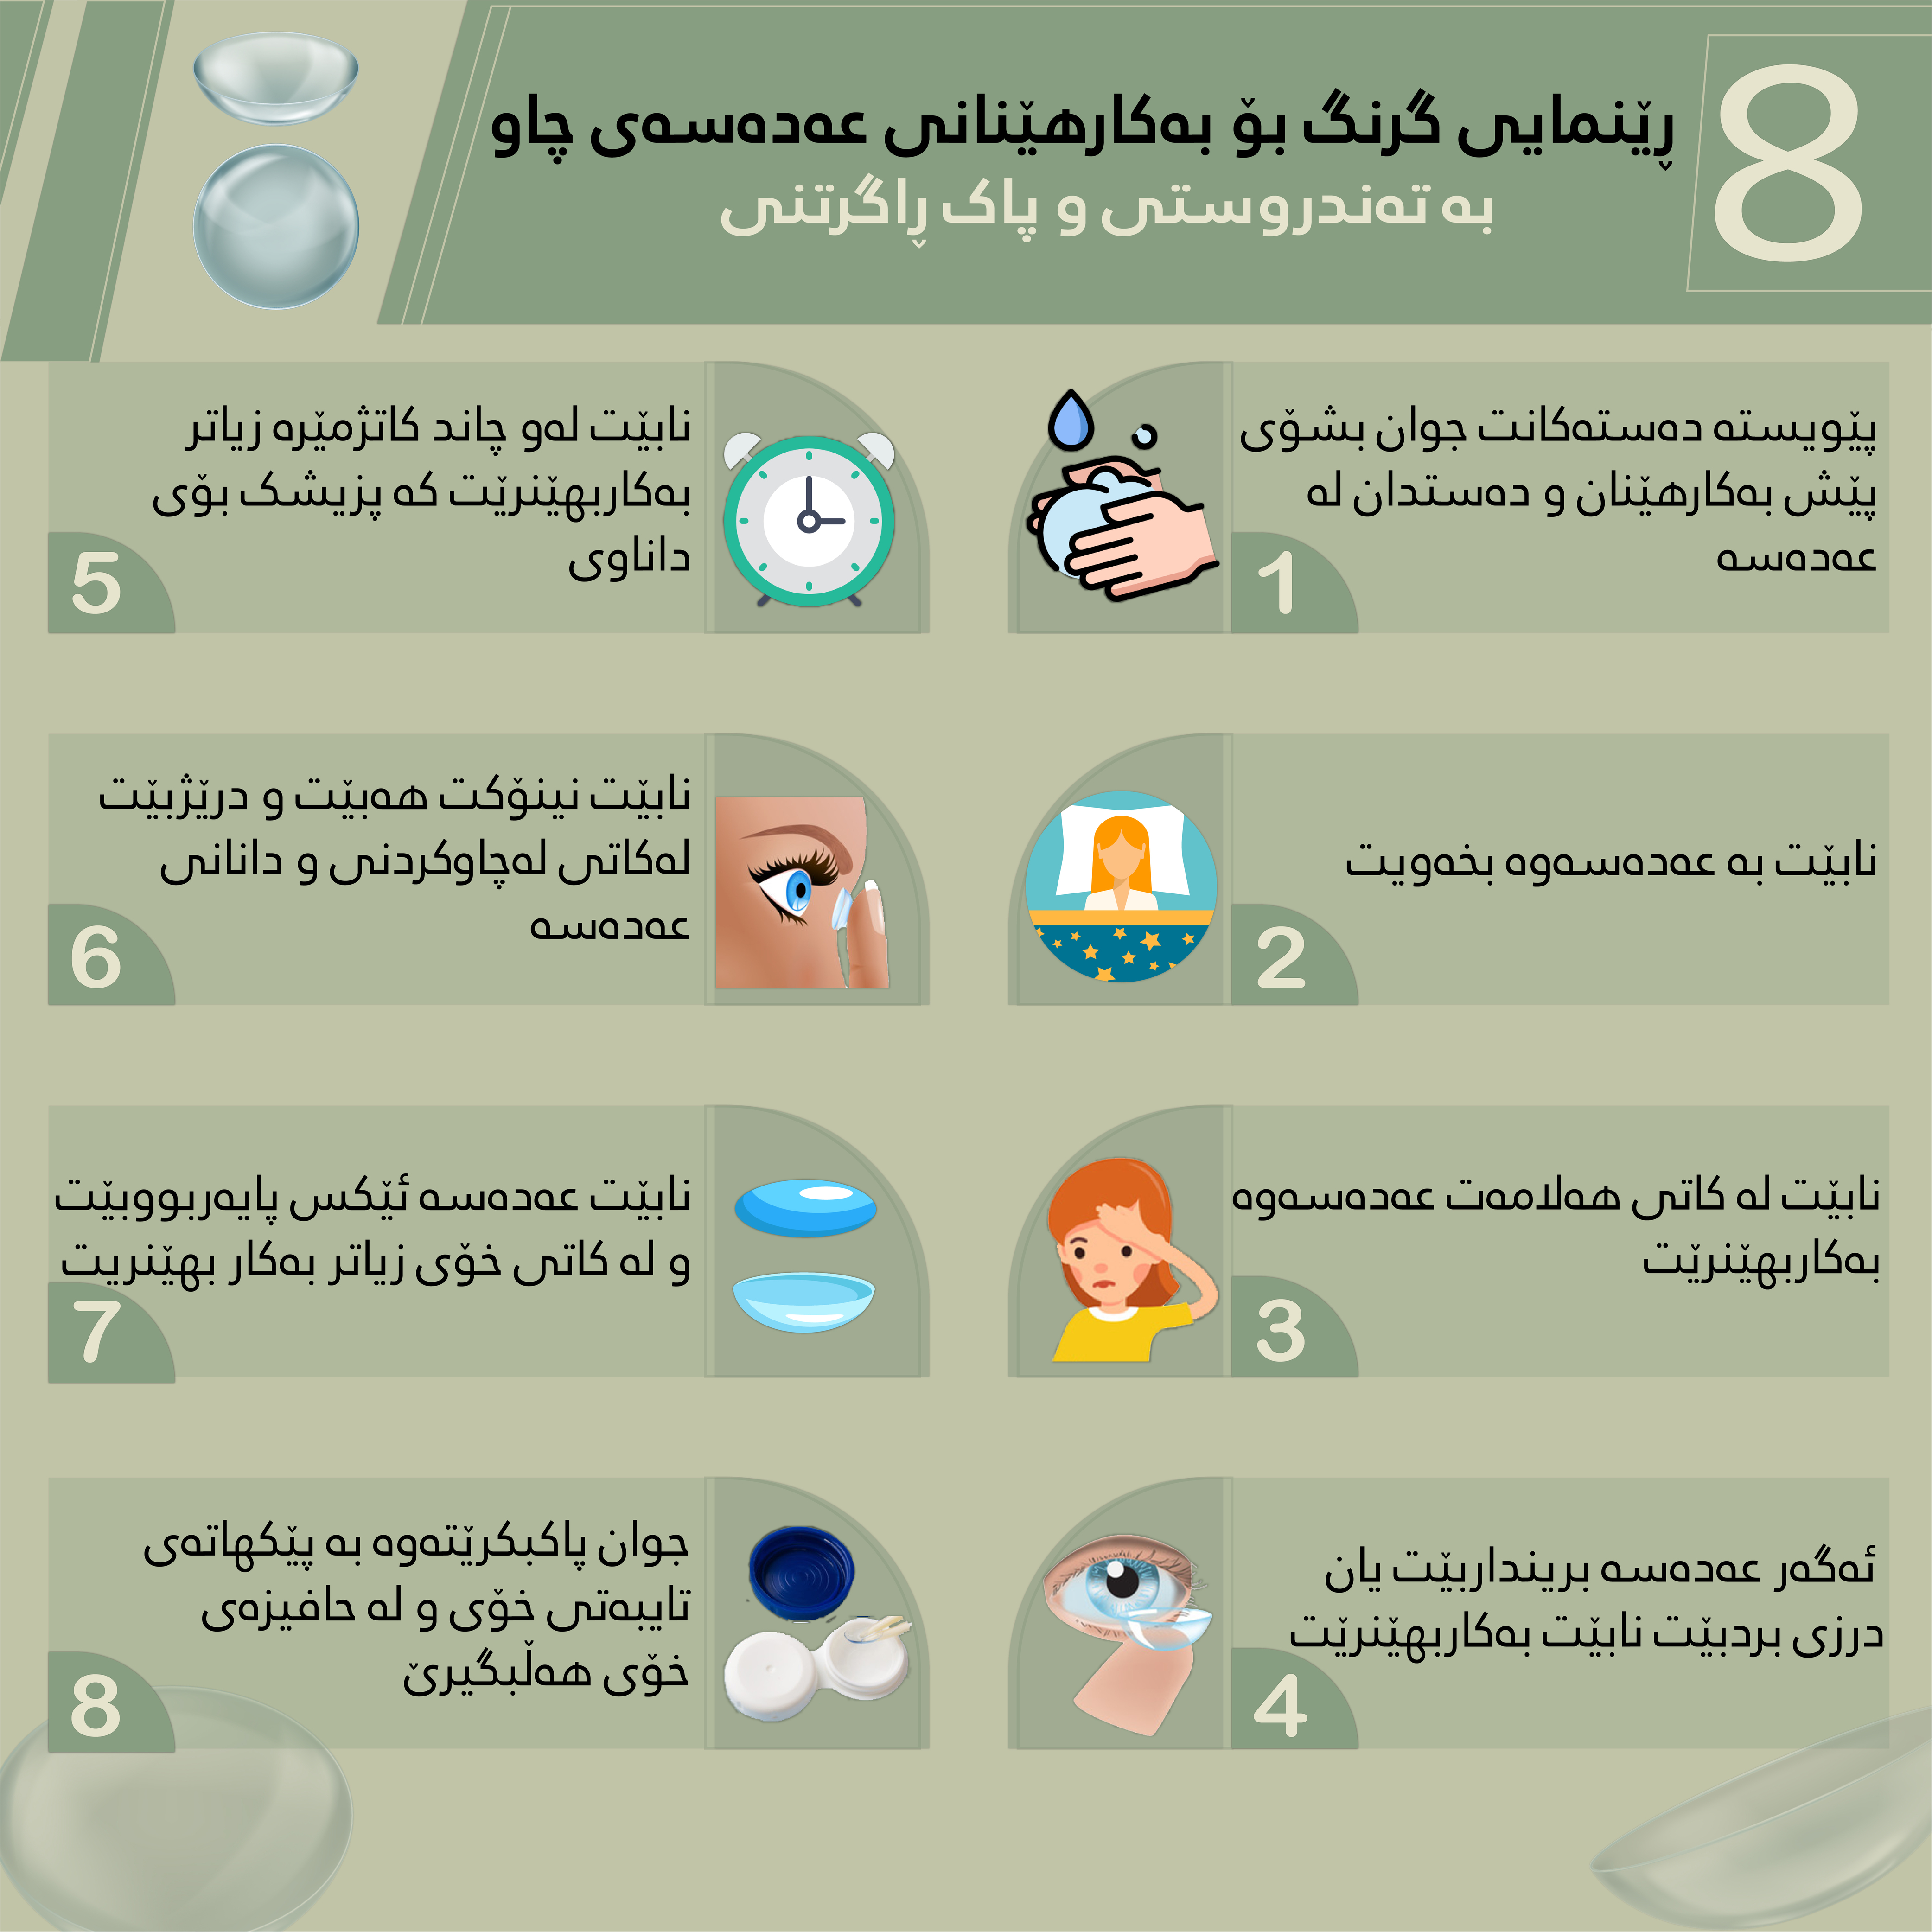 8
ڕێنمایی گرنگ بۆ بەکارهێنانی عەدەسەی چاو
بە تەندروستی و پاک ڕاگرتنی
پێویستە دەستەکانت جوان بشۆی
پێش بەکارهێنان و دەستدان لە
عەدەسە
1
نابێت بە عەدەسەوە بخەویت
2
نابێت لە کاتی هەلامەت عەدەسەوە
بەکاربهێنرێت
3
ئەگەر عەدەسە برینداربێت یان
درزی بردبێت نابێت بەکاربهێنرێت
4
نابێت لەو چاند کاتژمێرە زیاتر
بەکاربهێنرێت کە پزیشک بۆی
داناوی
5
نابێت نینۆکت هەبێت و درێژبێت
لەکاتی لەچاوکردنی و دانانی
عەدەسە
6
نابێت عەدەسە ئێکس پایەربووبێت
و لە کاتی خۆی زیاتر بەکار بهێنریت
7
جوان پاکبکرێتەوە بە پێکهاتەی
تایبەتی خۆی و لە حافیزەی
خۆی هەڵبگیرێ
8